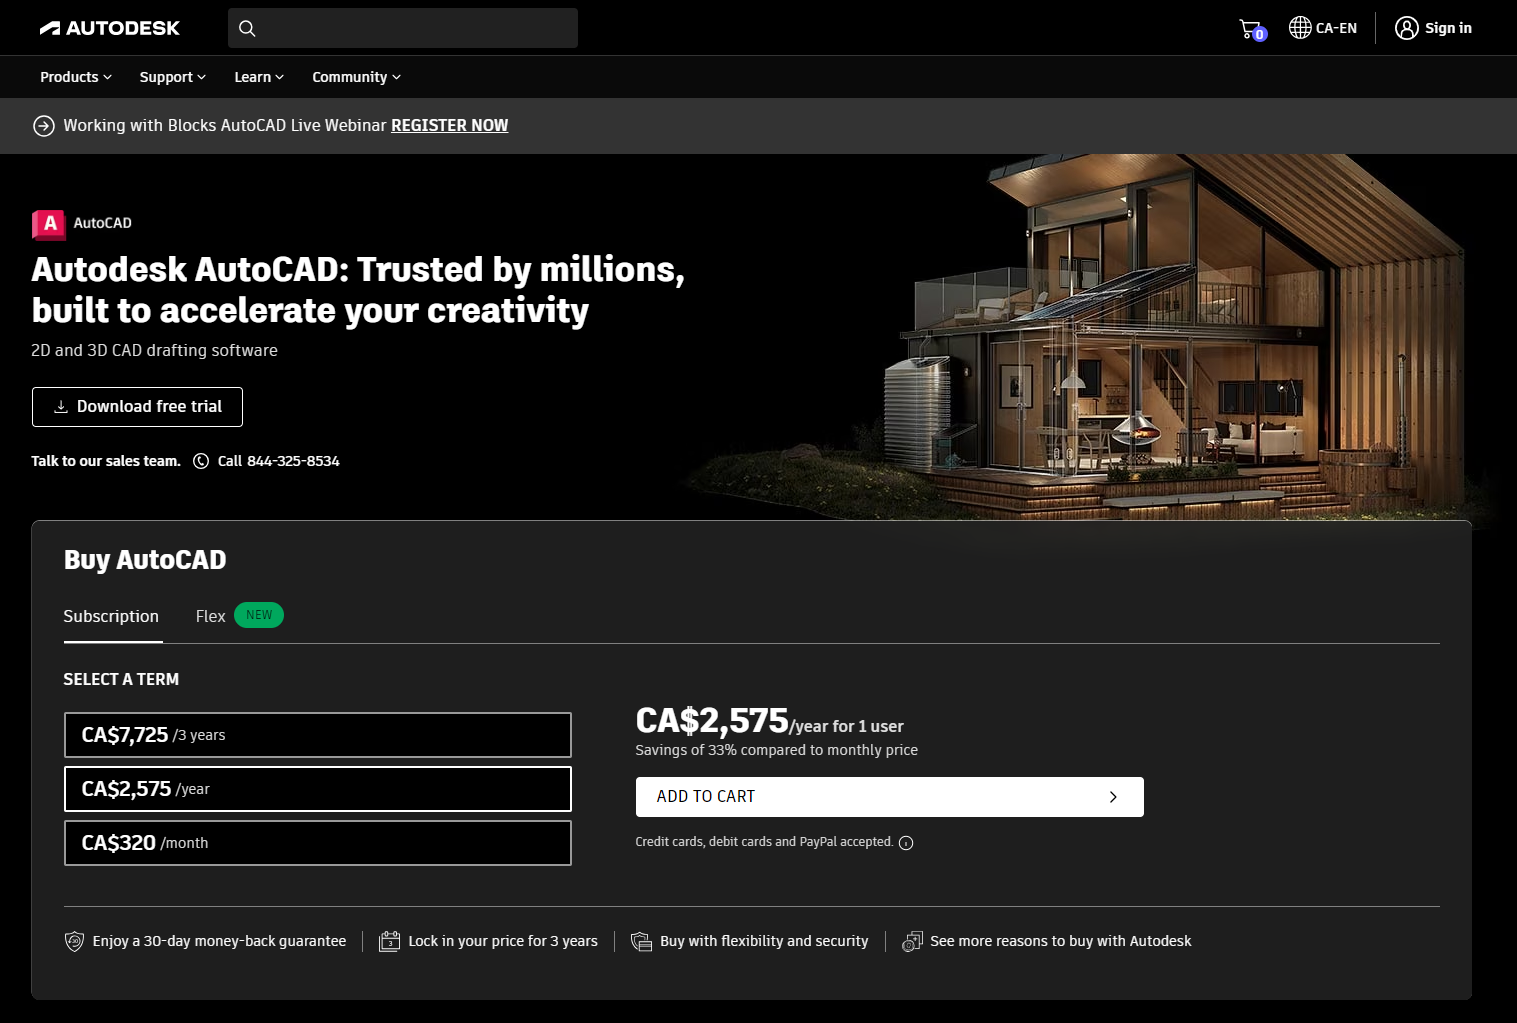 AUTODESK
0
CA-EN
Sign in
Products
Support
Learn
Community
Working with Blocks AutoCAD Live Webinar REGISTER NOW
A AutoCAD
Autodesk AutoCAD: Trusted by millions,
built to accelerate your creativity
2D and 3D CAD drafting software
Download free trial
Talk to our sales team. Call 844-325-8534
Buy AutoCAD
Subscription
Flex NEW
SELECT A TERM
CA$7,725 /3 years
CA$2,575 /year
CA$320 /month
CA$2,575/year for 1 user
Savings of 33% compared to monthly price
ADD TO CART
Credit cards, debit cards and PayPal accepted.
Enjoy a 30-day money-back guarantee
Lock in your price for 3 years
Buy with flexibility and security
See more reasons to buy with Autodesk